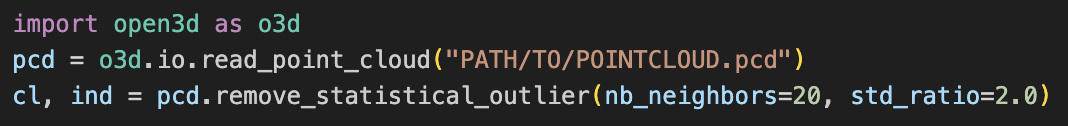 import open3d as o3d
pcd = o3d.io.read_point_cloud("PATH/TO/POINTCLOUD.pcd")
cl, ind = pcd.remove_statistical_outlier(nb_neighbors=20, std_ratio=2.0)